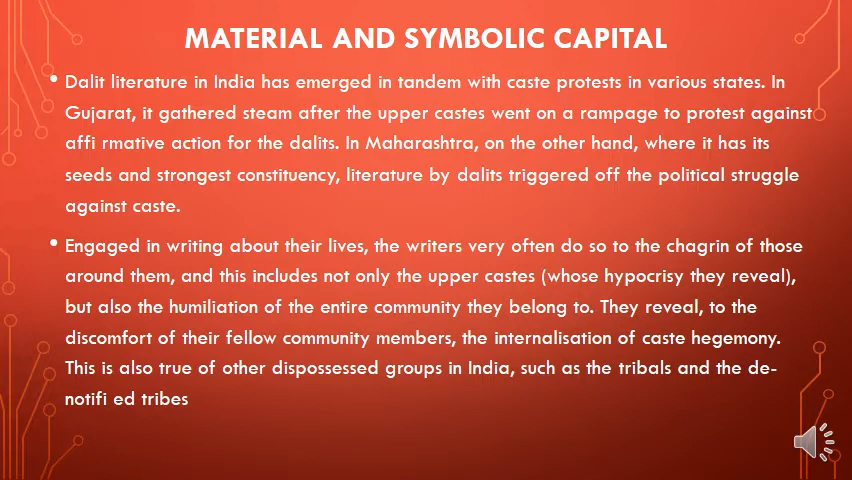 MATERIAL AND SYMBOLIC CAPITAL
• Dalit literature in India has emerged in tandem with caste protests in various states. In
Gujarat, it gathered steam after the upper castes went on a rampage to protest against
affi rmative action for the dalits. In Maharashtra, on the other hand, where it has its
seeds and strongest constituency, literature by dalits triggered off the political struggle
against caste.
• Engaged in writing about their lives, the writers very often do so to the chagrin of those
around them, and this includes not only the upper castes (whose hypocrisy they reveal),
but also the humiliation of the entire community they belong to. They reveal, to the
discomfort of their fellow community members, the internalisation of caste hegemony.
This is also true of other dispossessed groups in India, such as the tribals and the de-
notifi ed tribes